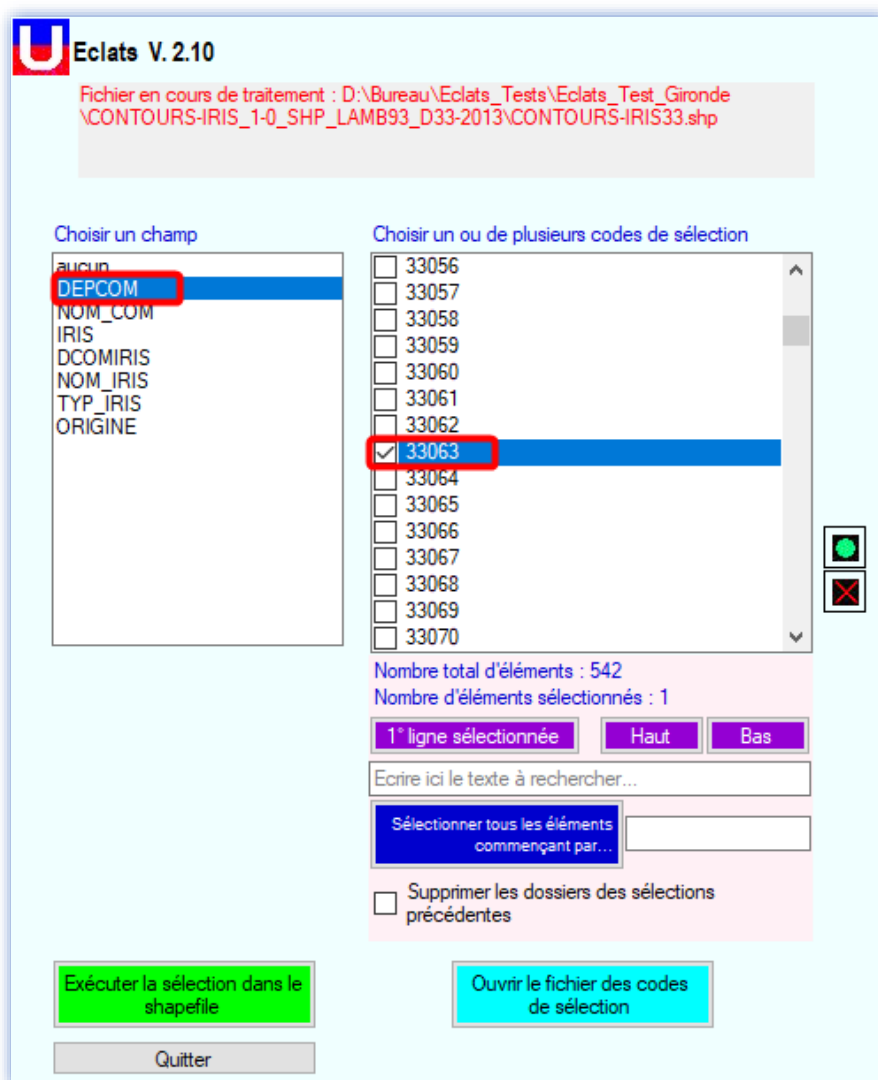 U Eclats V. 2.10
Fichier en cours de traitement : D:\Bureau\Eclats_Tests\Eclats_Test_Gironde
\CONTOURS-IRIS_1-0_SHP_LAMB93_D33-2013\CONTOURS-IRIS33.shp
Choisir un champ
aucun
DEPCOM
NOM_COM
IRIS
DCOMIRIS
NOM_IRIS
TYP_IRIS
ORIGINE
Choisir un ou de plusieurs codes de sélection
33056
33057
33058
33059
33060
33061
33062
33063
33064
33065
33066
33067
33068
33069
33070
Nombre total d'éléments : 542
Nombre d'éléments sélectionnés : 1
1° ligne sélectionnée
Haut
Bas
Ecrire ici le texte à rechercher...
Sélectionner tous les éléments
commençant par...
Supprimer les dossiers des sélections
précédentes
Exécuter la sélection dans le
shapefile
Ouvrir le fichier des codes
de sélection
Quitter